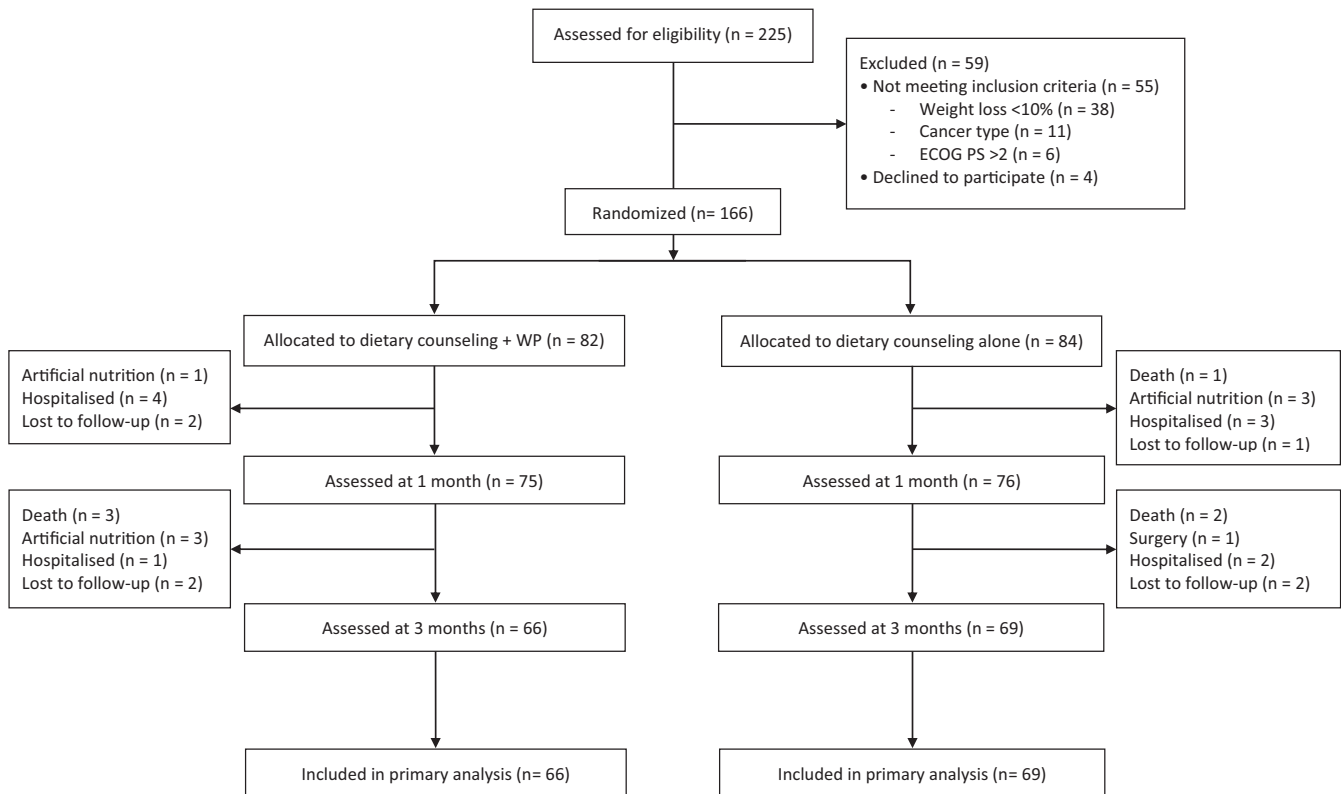 Assessed for eligibility (n = 225)
Excluded (n = 59)
• Not meeting inclusion criteria (n = 55)
- Weight loss <10% (n = 38)
- Cancer type (n = 11)
- ECOG PS >2 (n = 6)
• Declined to participate (n = 4)
Randomized (n= 166)
Allocated to dietary counseling + WP (n = 82)
Allocated to dietary counseling alone (n = 84)
Artificial nutrition (n = 1)
Hospitalised (n = 4)
Lost to follow-up (n = 2)
Death (n = 1)
Artificial nutrition (n = 3)
Hospitalised (n = 3)
Lost to follow-up (n = 1)
Assessed at 1 month (n = 75)
Assessed at 1 month (n = 76)
Death (n = 3)
Artificial nutrition (n = 3)
Hospitalised (n = 1)
Lost to follow-up (n = 2)
Death (n = 2)
Surgery (n = 1)
Hospitalised (n = 2)
Lost to follow-up (n = 2)
Assessed at 3 months (n = 66)
Assessed at 3 months (n = 69)
Included in primary analysis (n= 66)
Included in primary analysis (n= 69)